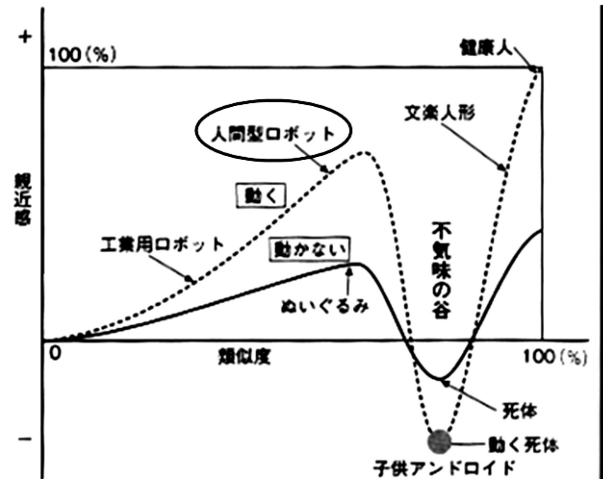 +
100(%)
健康人
人間型ロボット
文楽人形
動く
親近感
工業用ロボット
動かない
不気味の谷
ぬいぐるみ
0
類似度
100(%)
死体
−
動く死体
子供アンドロイド